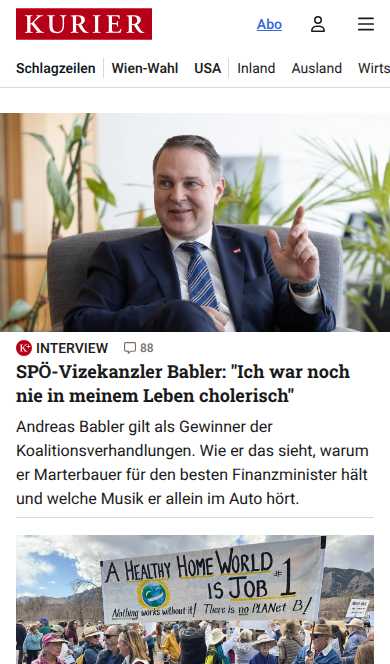 KURIER
Abo
Schlagzeilen Wien-Wahl USA Inland Ausland Wirts
K+ INTERVIEW 88
SPÖ-Vizekanzler Babler: "Ich war noch
nie in meinem Leben cholerisch"
Andreas Babler gilt als Gewinner der
Koalitionsverhandlungen. Wie er das sieht, warum
er Marterbauer für den besten Finanzminister hält
und welche Musik er allein im Auto hört.
A HEALTHY HOME WORLD
IS JOB #1
Nothing works without it! There is no PLANet B!